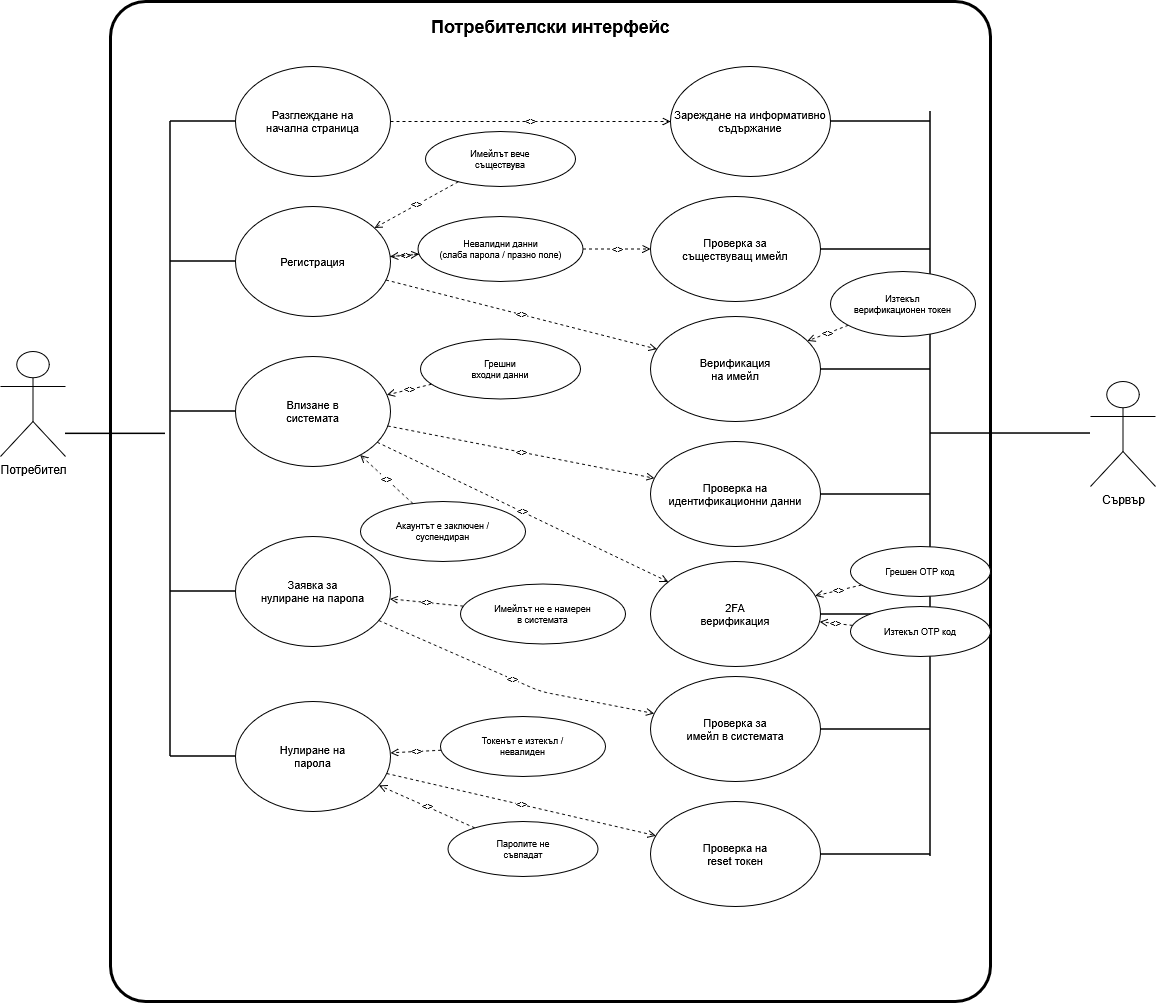 Потребителски интерфейс
Разглеждане на
начална страница
<>
Зареждане на информативно
съдържание
Имейлът вече
съществува
<>
Регистрация
<>
Невалидни данни
(слаба парола / празно поле)
<>
Проверка за
съществуващ имейл
<>
Изтекъл
верификационен токен
<>
Верификация
на имейл
Грешни
входни данни
<>
Влизане в
системата
<>
Проверка на
идентификационни данни
<>
Акаунтът е заключен /
суспендиран
<>
Потребител
Сървър
Заявка за
нулиране на парола
<>
Имейлът не е намерен
в системата
2FA
верификация
<>
Грешен OTP код
<>
Изтекъл OTP код
<>
Проверка за
имейл в системата
Нулиране на
парола
<>
Токенът е изтекъл /
невалиден
<>
<>
Паролите не
съвпадат
Проверка на
reset токен